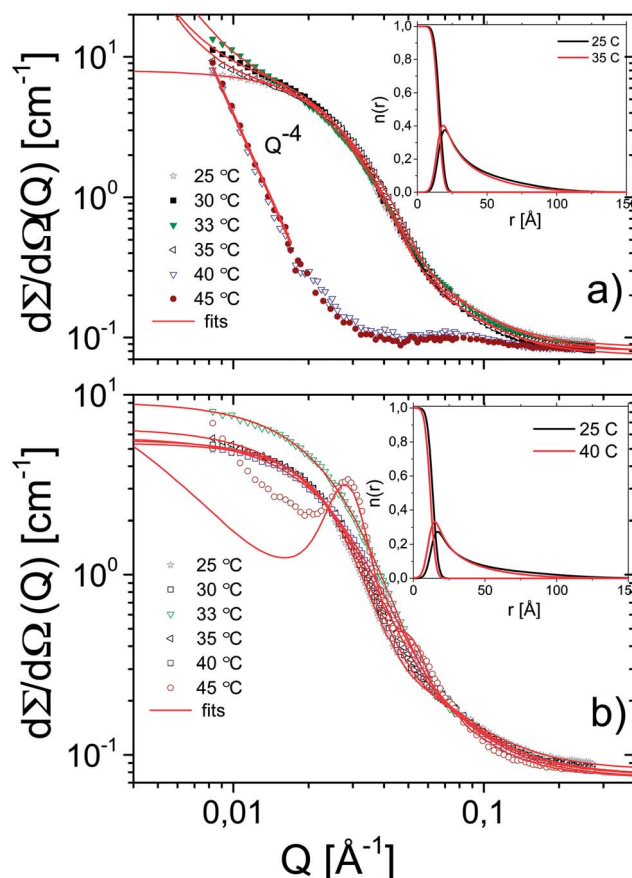 dΣ/dΩ(Q) [cm⁻¹]
10¹
10⁰
10⁻¹
Q⁻⁴
25 °C
30 °C
33 °C
35 °C
40 °C
45 °C
fits
a)
n(r)
1,0
0,8
0,6
0,4
0,2
0,0
0 50 100 150
r [Å]
25 C
35 C
dΣ/dΩ (Q) [cm⁻¹]
10¹
10⁰
10⁻¹
25 °C
30 °C
33 °C
35 °C
40 °C
45 °C
fits
b)
n(r)
1,0
0,8
0,6
0,4
0,2
0,0
0 50 100 150
r [Å]
25 C
40 C
0,01 0,1
Q [Å⁻¹]